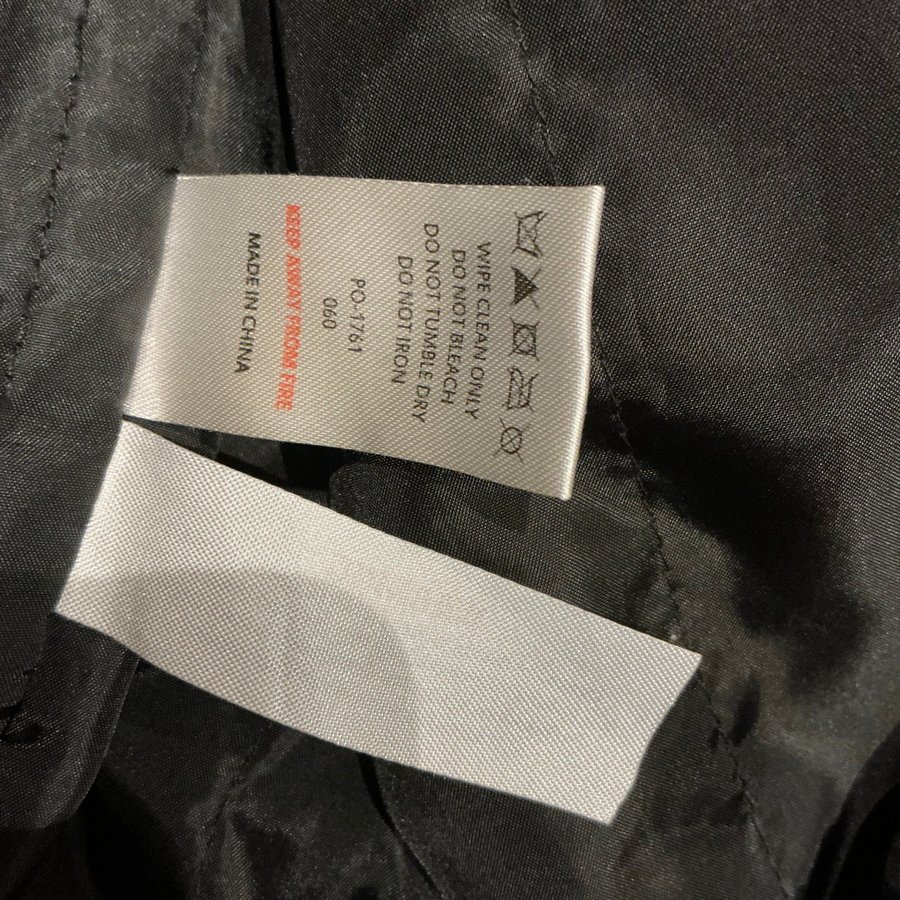 WIPE CLEAN ONLY
DO NOT BLEACH
DO NOT TUMBLE DRY
DO NOT IRON
PO-1761
060
KEEP AWAY FROM FIRE
MADE IN CHINA